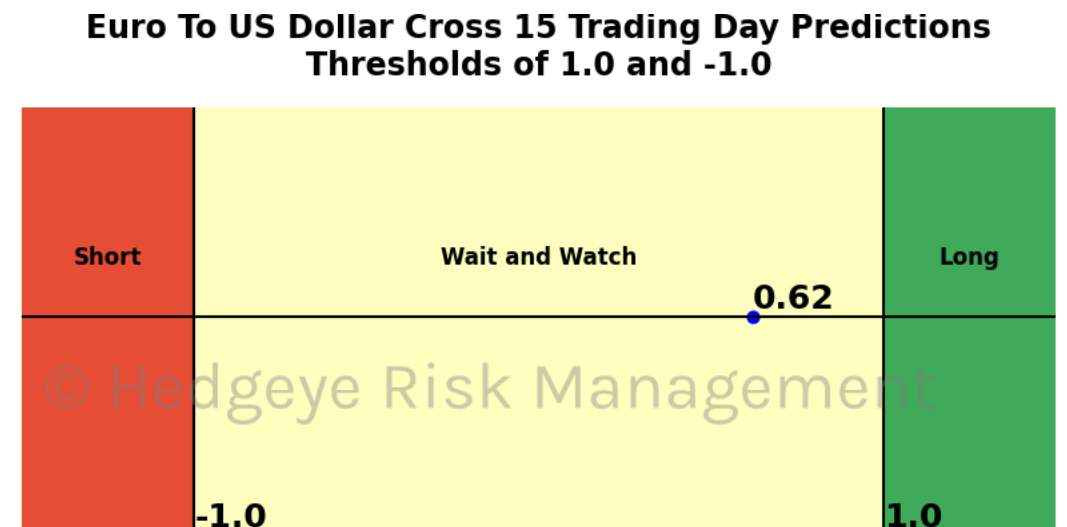 Euro To US Dollar Cross 15 Trading Day Predictions
Thresholds of 1.0 and -1.0
Short
Wait and Watch
Long
0.62
© Hedgeye Risk Management
-1.0
1.0